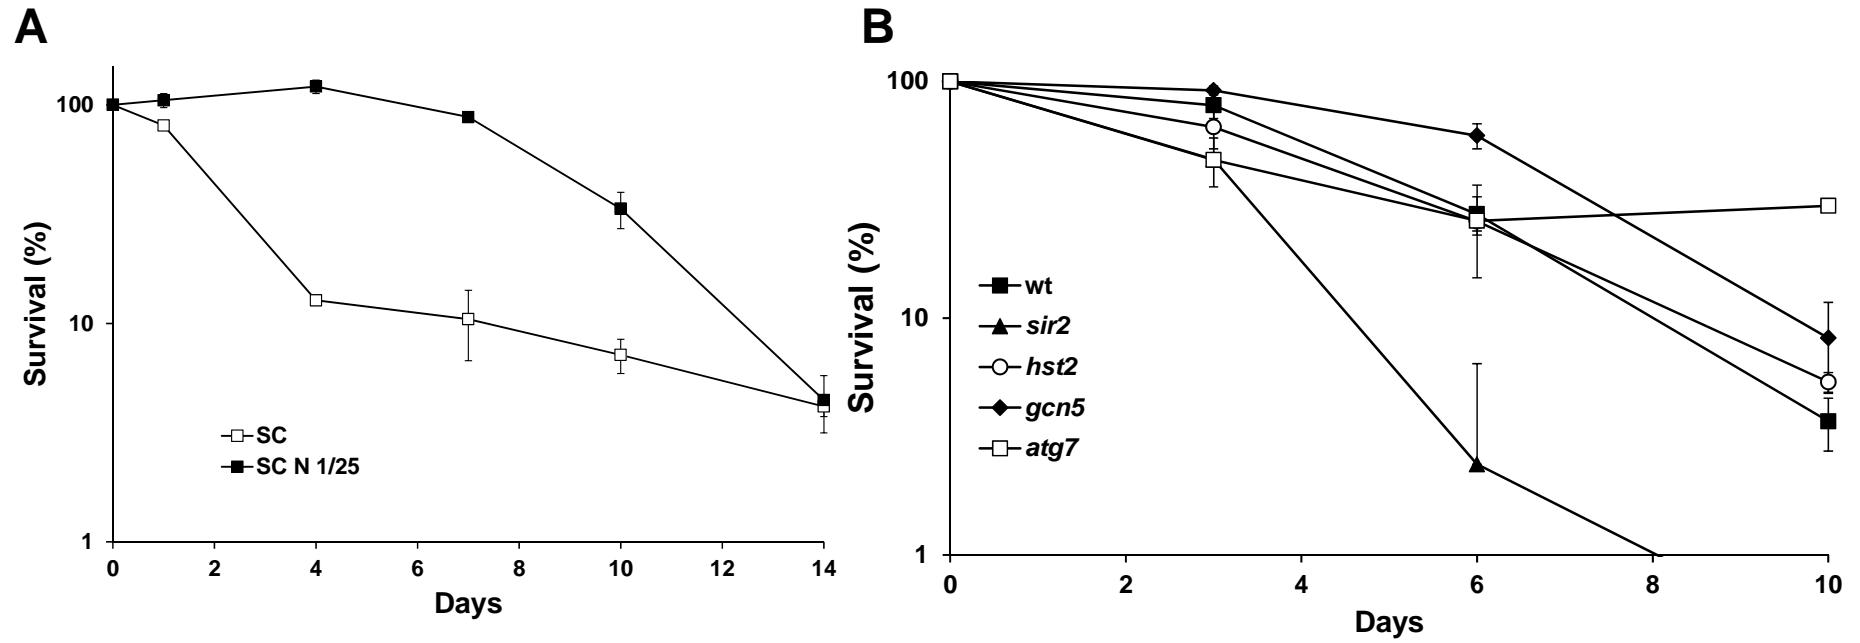 A
Survival (%)
100
10
1
SC
SC N 1/25
0 2 4 6 8 10 12 14
Days
B
Survival (%)
100
10
1
wt
sir2
hst2
gcn5
atg7
0 2 4 6 8 10
Days